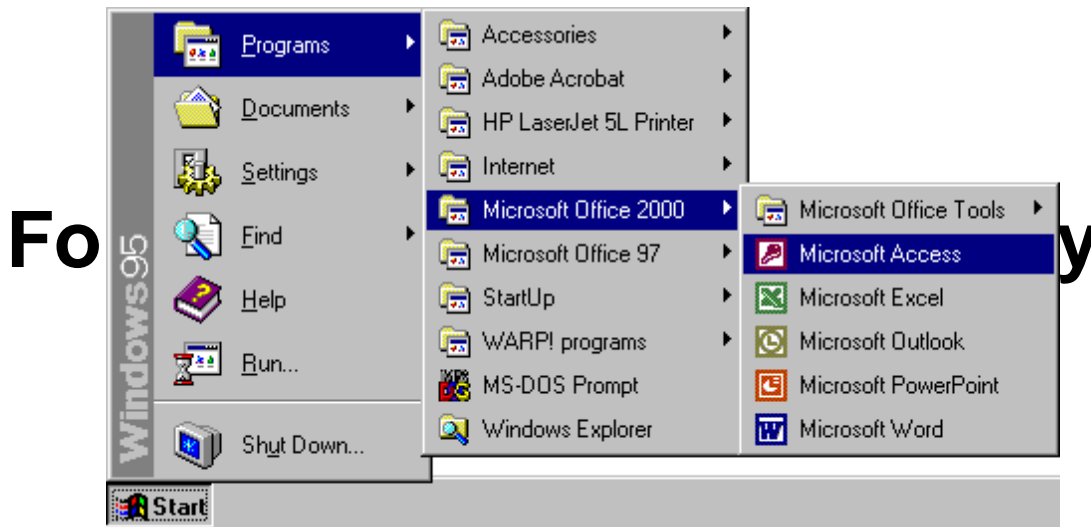 Programs
Documents
Settings
Find
Help
Run...
Shut Down...
Windows95
Start
Accessories
Adobe Acrobat
HP LaserJet 5L Printer
Internet
Microsoft Office 2000
Microsoft Office 97
StartUp
WARP! programs
MS-DOS Prompt
Windows Explorer
Microsoft Office Tools
Microsoft Access
Microsoft Excel
Microsoft Outlook
Microsoft PowerPoint
Microsoft Word